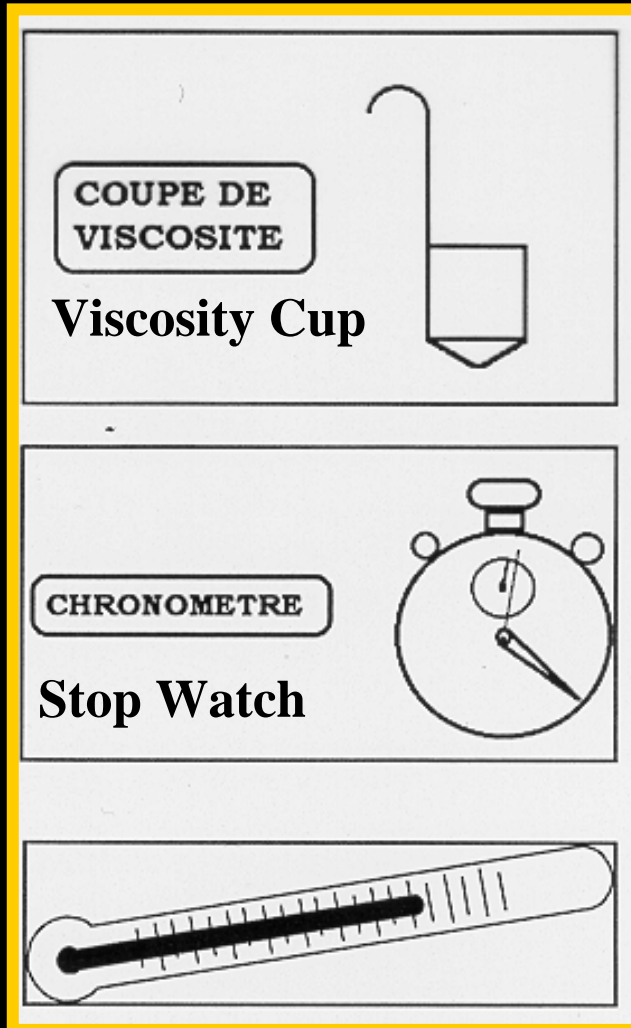 COUPE DE
VISCOSITE
Viscosity Cup
CHRONOMETRE
Stop Watch